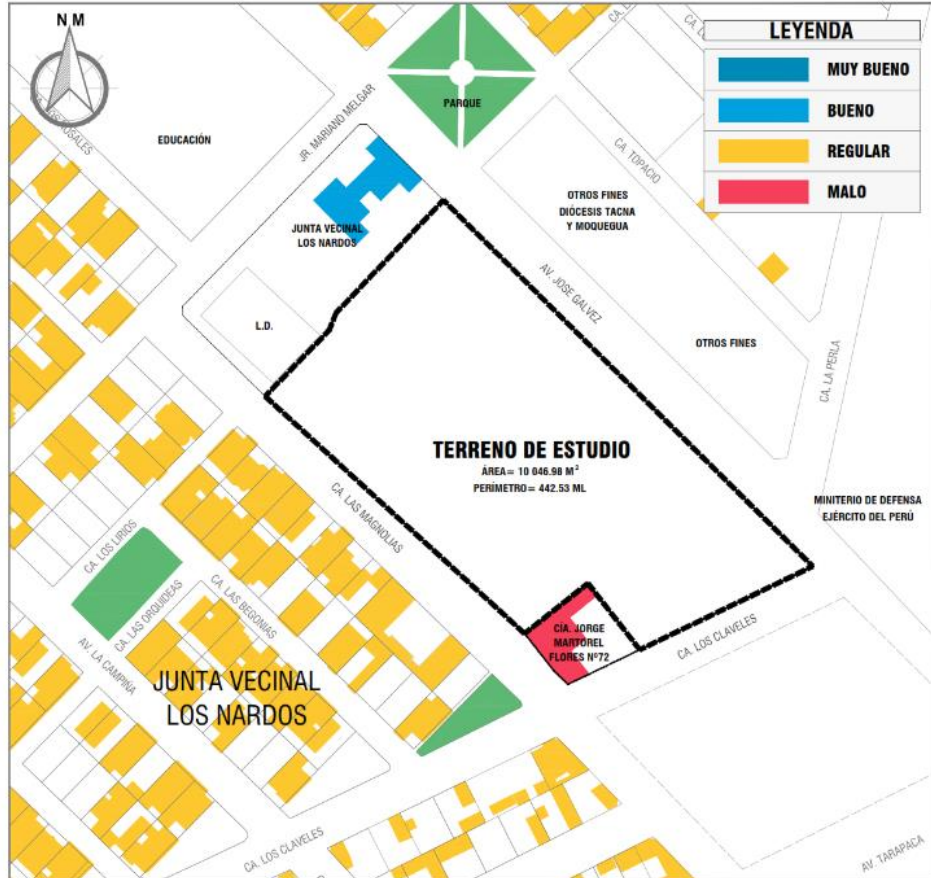 N M
LEYENDA
MUY BUENO
BUENO
REGULAR
MALO
PARQUE
EDUCACIÓN
JR. MARIANO MELGAR
CA. TOPACIO
OTROS FINES
DIÓCESIS TACNA
Y MOQUEGUA
JUNTA VECINAL
LOS NARDOS
AV. JOSE GALVEZ
L.D.
OTROS FINES
CA. LA PERLA
TERRENO DE ESTUDIO
ÁREA= 10 046.98 M²
PERÍMETRO= 442.53 ML
MINITERIO DE DEFENSA
EJÉRCITO DEL PERÚ
CA. LAS MAGNOLIAS
CA. LOS LIRIOS
CA. LAS ORQUIDEAS
CA. LAS BEGONIAS
AV. LA CAMPIÑA
CÍA. JORGE
MARTOREL
FLORES Nº72
CA. LOS CLAVELES
JUNTA VECINAL
LOS NARDOS
CA. LOS CLAVELES
AV. TARAPACA